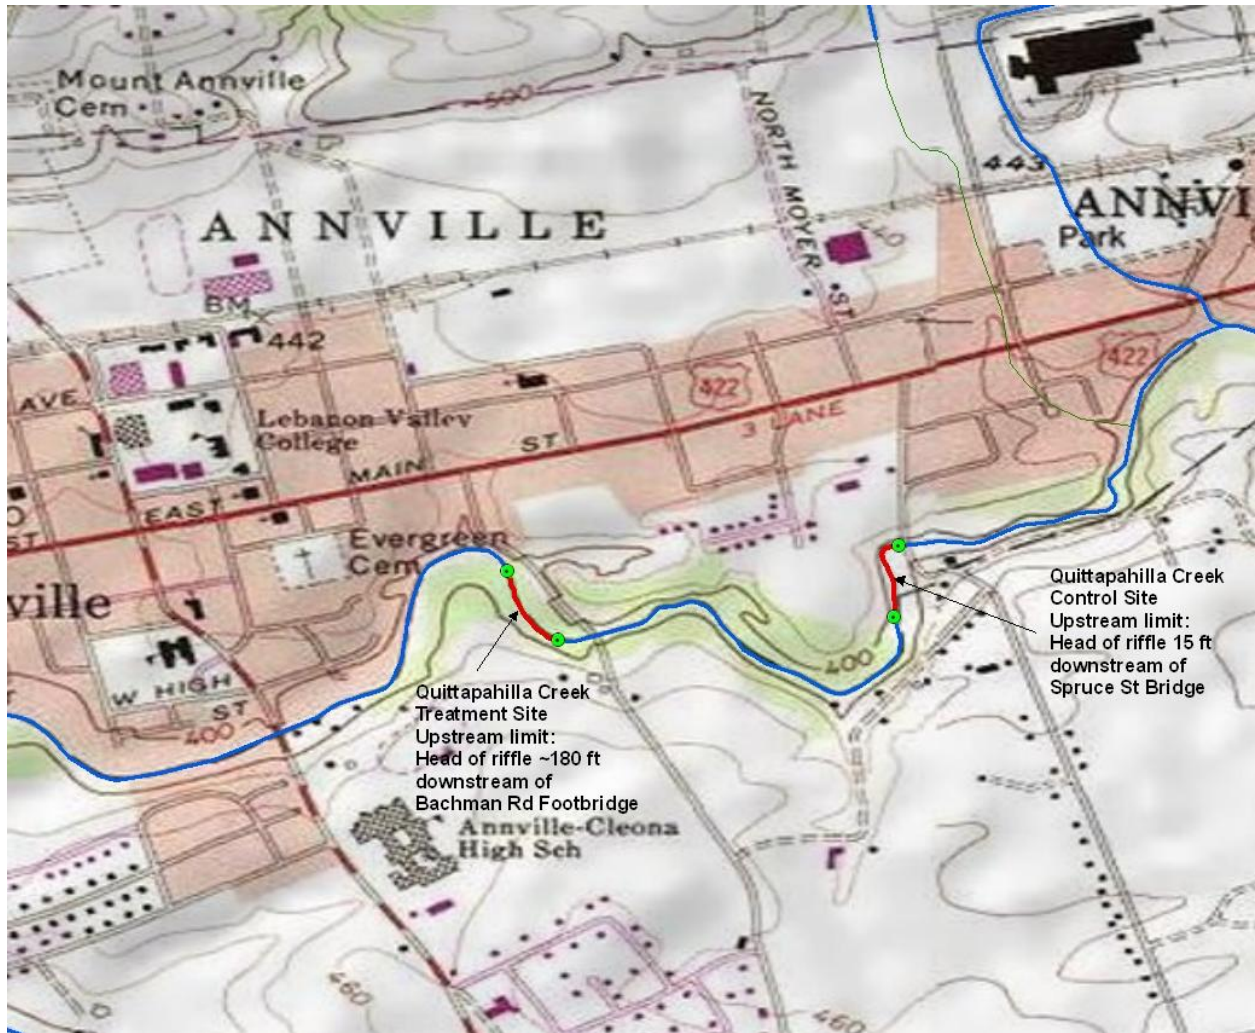 Mount Annville
Cem
600
NORTH MOYER ST
443
ANNVI
Park
ANNVILLE
440
BM
442
AVE
Lebanon Valley
College
422
422
3 LANE
ST
MAIN
EAST
ST
Evergreen
Cem
ville
W HIGH
ST
400
400
Quittapahilla Creek
Control Site
Upstream limit:
Head of riffle 15 ft
downstream of
Spruce St Bridge
Quittapahilla Creek
Treatment Site
Upstream limit:
Head of riffle ~180 ft
downstream of
Bachman Rd Footbridge
Annville-Cleona
High Sch
460
460